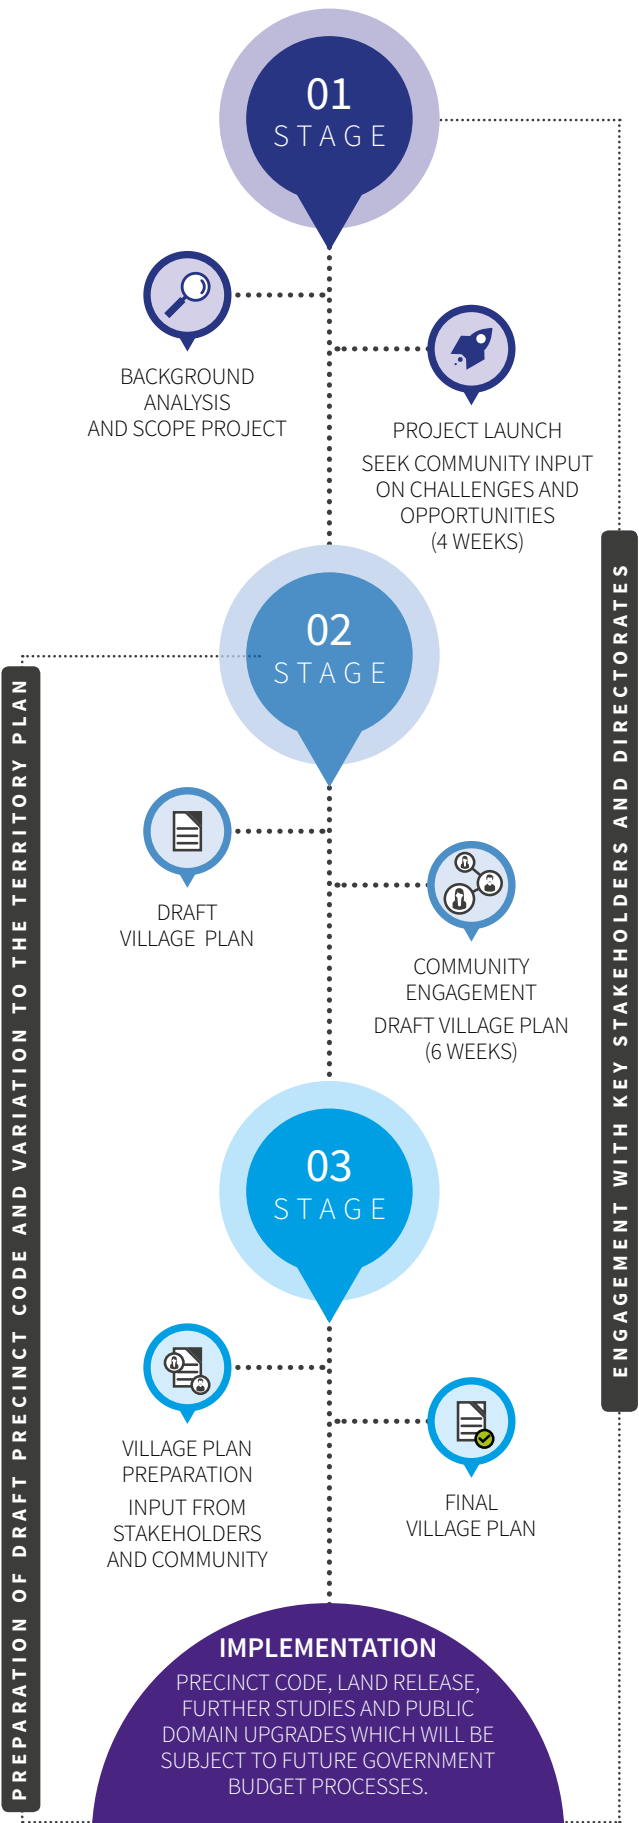 01
STAGE
BACKGROUND
ANALYSIS
AND SCOPE PROJECT
PROJECT LAUNCH
SEEK COMMUNITY INPUT
ON CHALLENGES AND
OPPORTUNITIES
(4 WEEKS)
02
STAGE
DRAFT
VILLAGE PLAN
COMMUNITY
ENGAGEMENT
DRAFT VILLAGE PLAN
(6 WEEKS)
03
STAGE
VILLAGE PLAN
PREPARATION
INPUT FROM
STAKEHOLDERS
AND COMMUNITY
FINAL
VILLAGE PLAN
IMPLEMENTATION
PRECINCT CODE, LAND RELEASE,
FURTHER STUDIES AND PUBLIC
DOMAIN UPGRADES WHICH WILL BE
SUBJECT TO FUTURE GOVERNMENT
BUDGET PROCESSES.
PREPARATION OF DRAFT PRECINCT CODE AND VARIATION TO THE TERRITORY PLAN
ENGAGEMENT WITH KEY STAKEHOLDERS AND DIRECTORATES